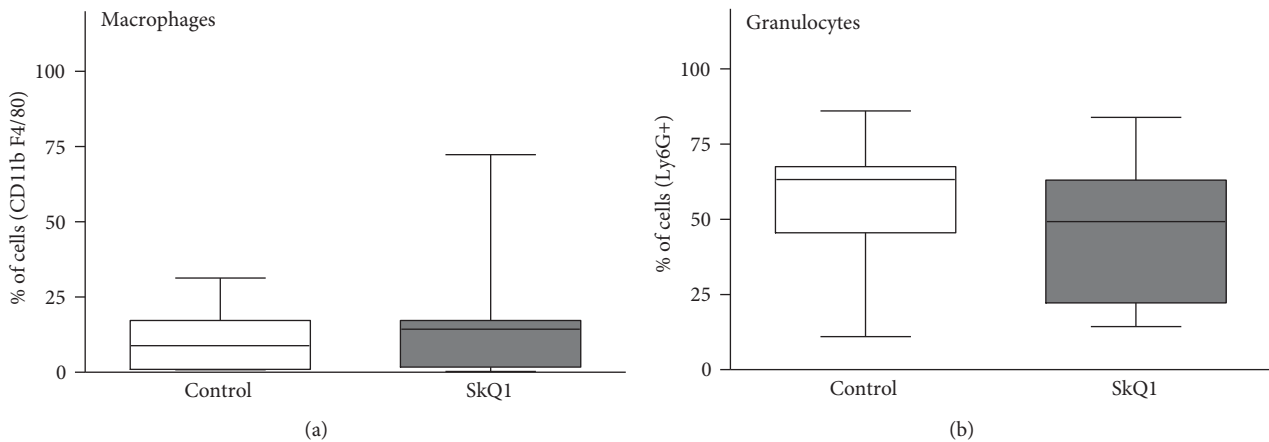 Macrophages
% of cells (CD11b F4/80)
100
75
50
25
0
Control
SkQ1
(a)
Granulocytes
% of cells (Ly6G+)
100
75
50
25
0
Control
SkQ1
(b)